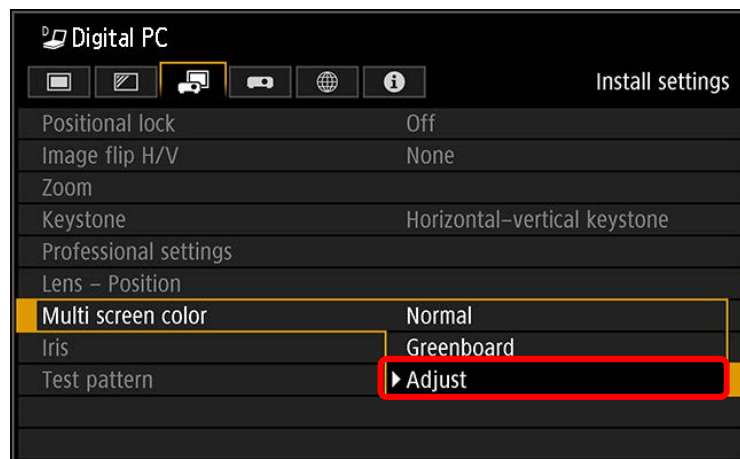 Digital PC
Install settings
Positional lock Off
Image flip H/V None
Zoom
Keystone Horizontal–vertical keystone
Professional settings
Lens – Position
Multi screen color Normal
Iris Greenboard
Test pattern Adjust